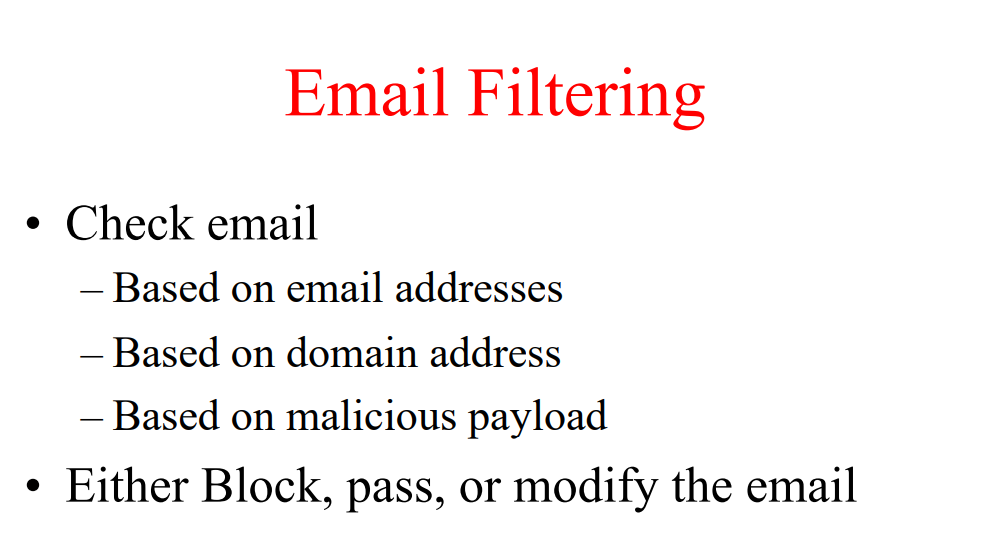 Email Filtering
• Check email
– Based on email addresses
– Based on domain address
– Based on malicious payload
• Either Block, pass, or modify the email